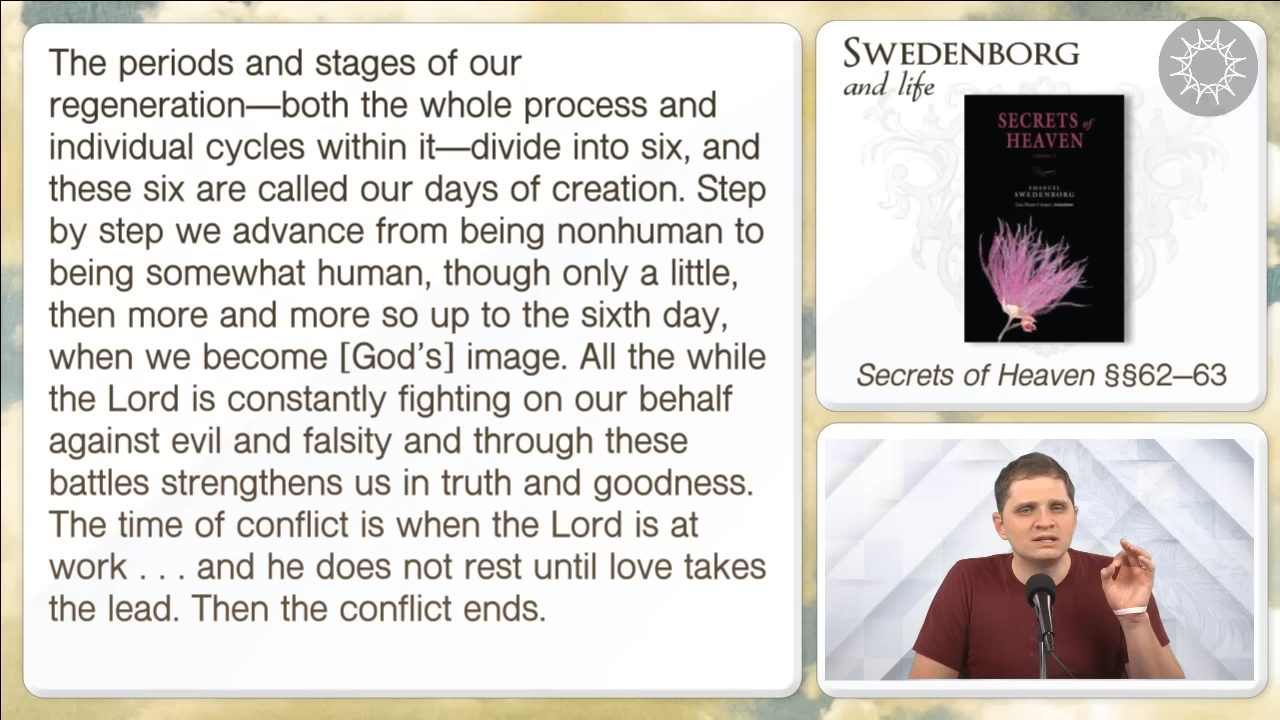 The periods and stages of our
regeneration—both the whole process and
individual cycles within it—divide into six, and
these six are called our days of creation. Step
by step we advance from being nonhuman to
being somewhat human, though only a little,
then more and more so up to the sixth day,
when we become [God's] image. All the while
the Lord is constantly fighting on our behalf
against evil and falsity and through these
battles strengthens us in truth and goodness.
The time of conflict is when the Lord is at
work . . . and he does not rest until love takes
the lead. Then the conflict ends.
SWEDENBORG
and life
SECRETS of
HEAVEN
EMANUEL
SWEDENBORG
Secrets of Heaven §§62–63